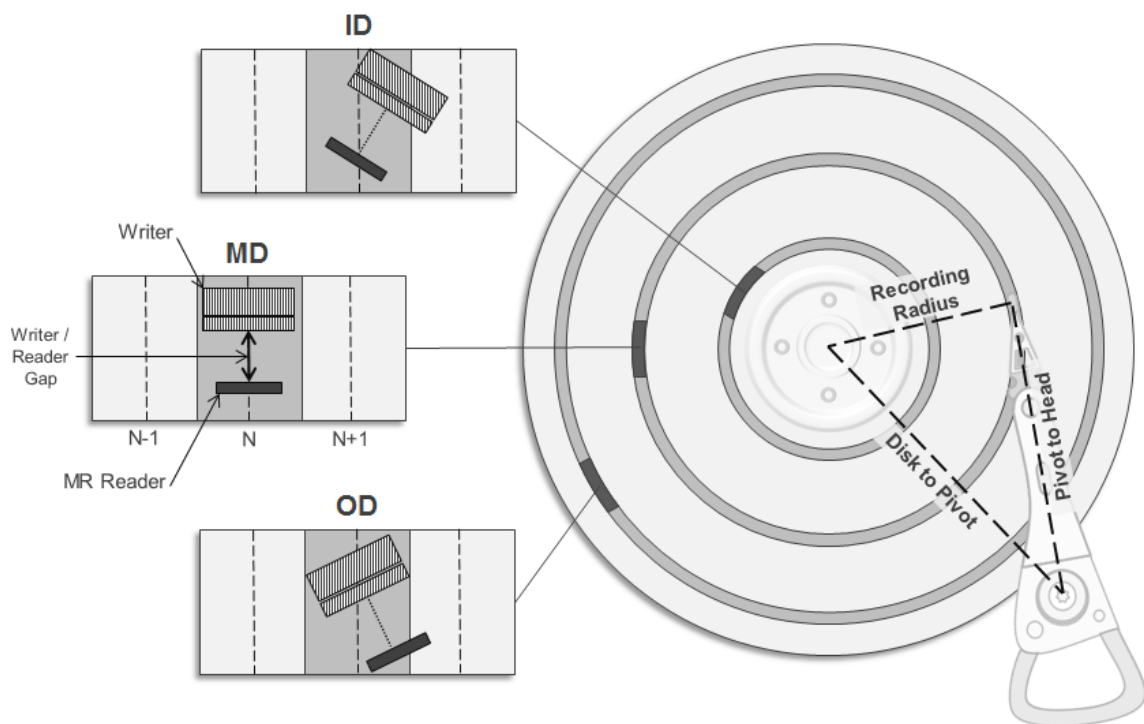 ID
Writer
MD
Writer /
Reader
Gap
N-1
N
N+1
MR Reader
OD
Recording
Radius
Disk to Pivot
Pivot to Head